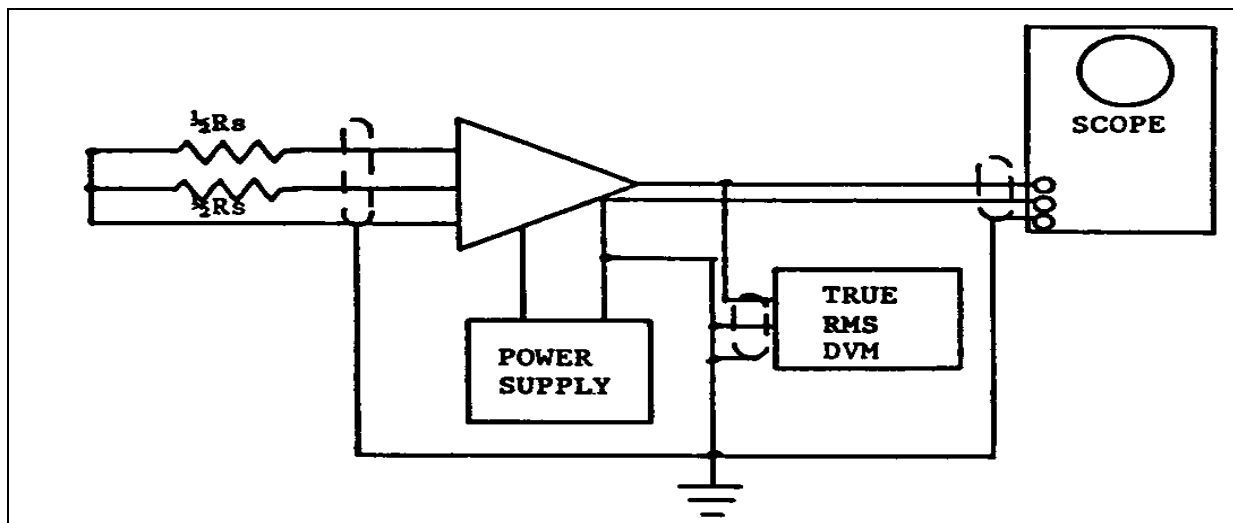 ½Rs
½Rs
SCOPE
POWER
SUPPLY
TRUE
RMS
DVM